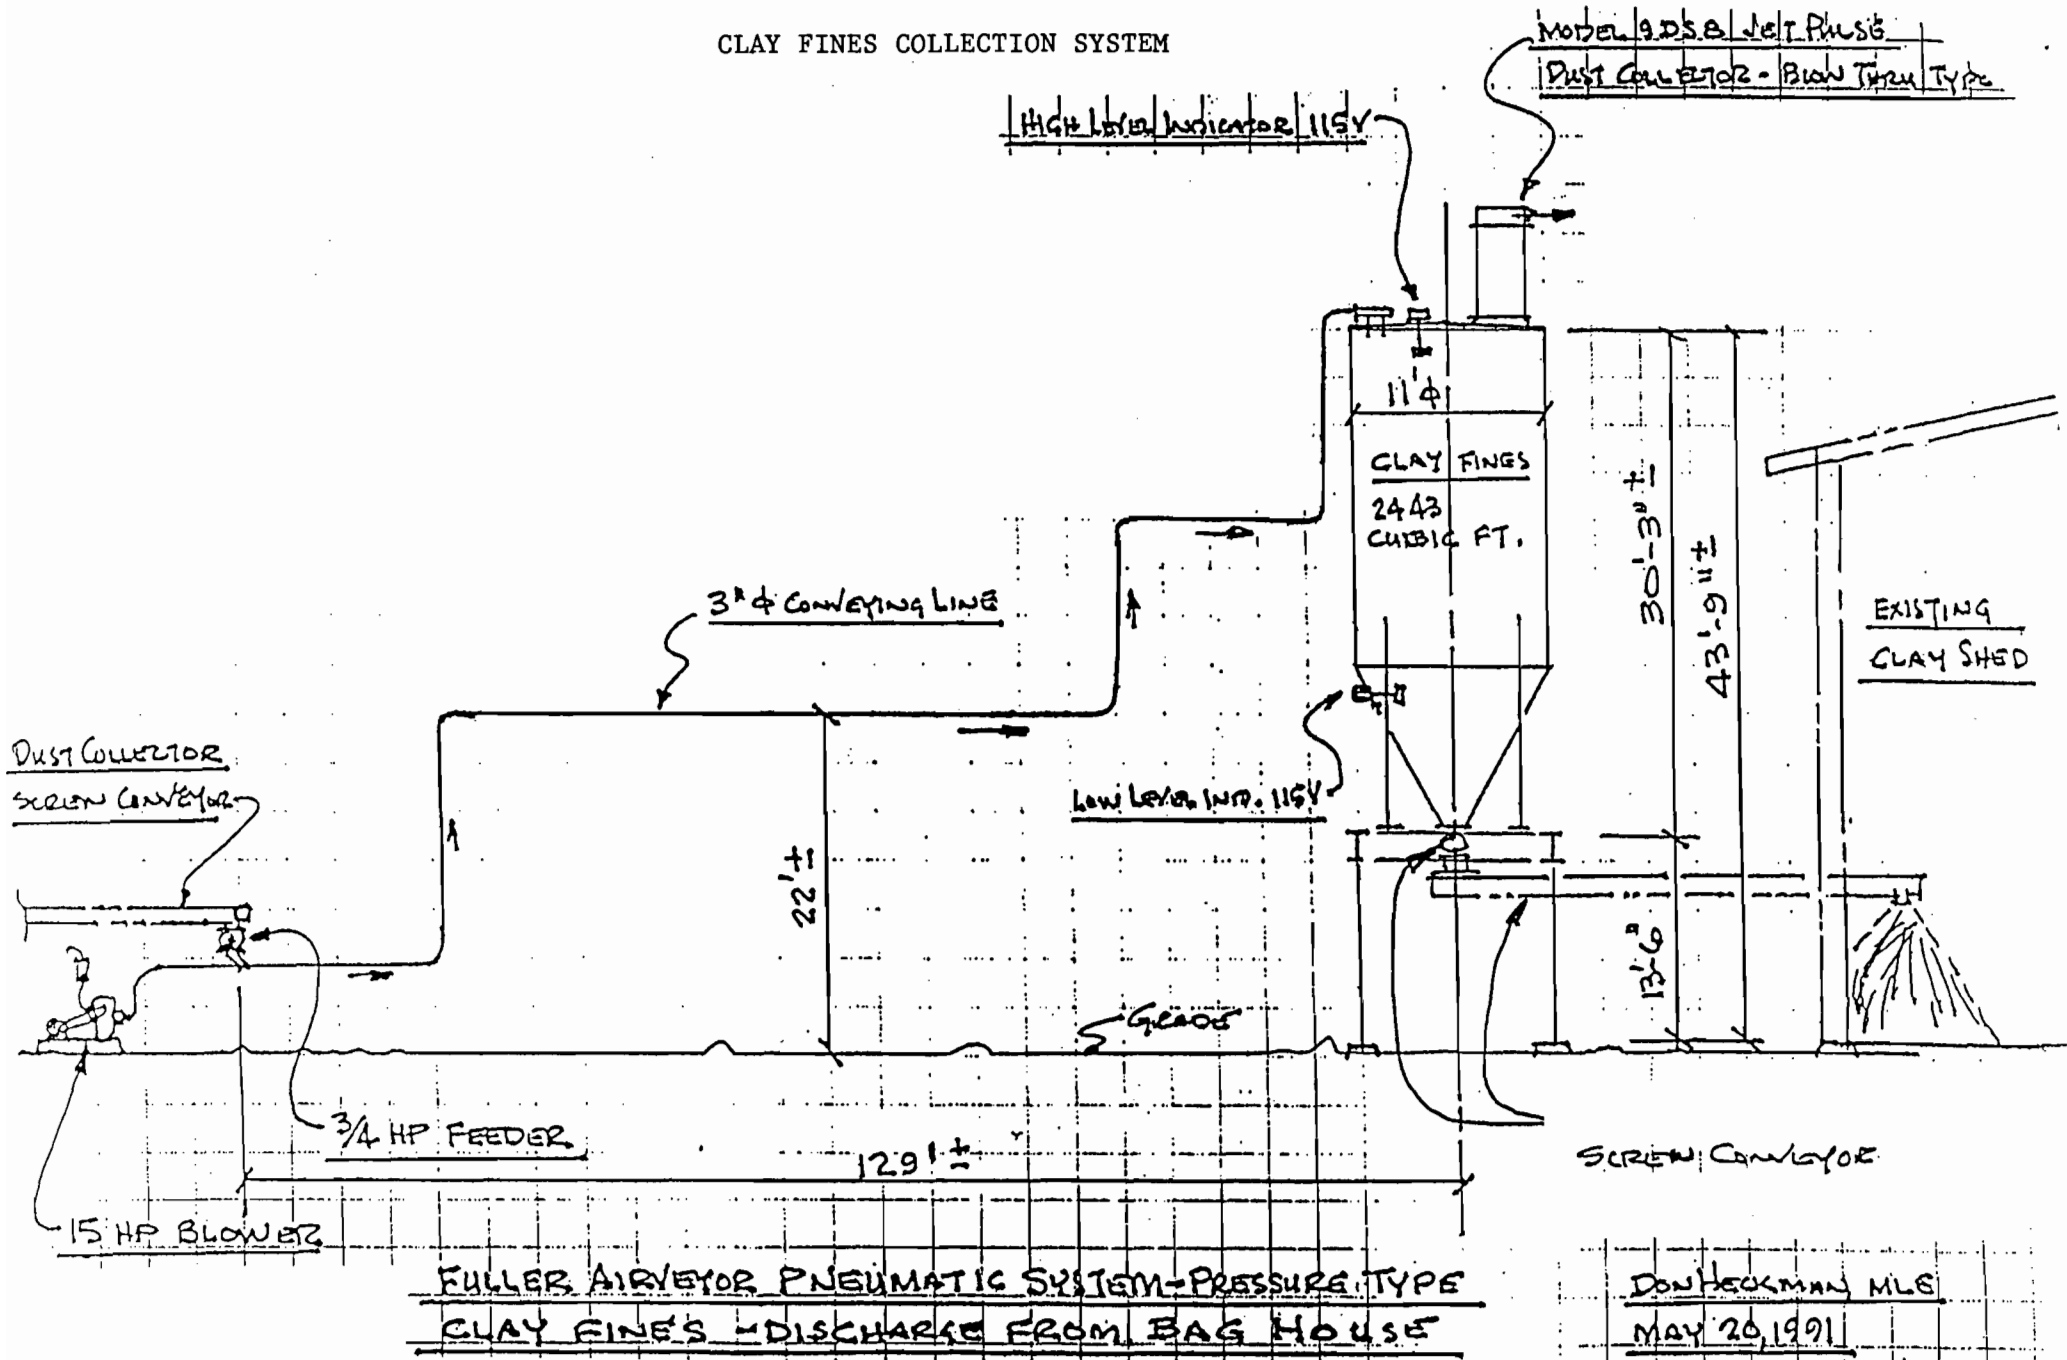 CLAY FINES COLLECTION SYSTEM
MODEL 9DS8 JET PULSE
DUST COLLECTOR - BLOW THRU TYPE
HIGH LEVEL INDICATOR 115V
11'φ
CLAY FINES
2443
CUBIC FT.
30'-3"±
43'-9"±
EXISTING
CLAY SHED
3"φ CONVEYING LINE
DUST COLLECTOR
SCREW CONVEYOR
LOW LEVEL IND. 115V
22'±
13'-6"
GRADE
3/4 HP FEEDER
129'±
SCREW CONVEYOR
15 HP BLOWER
FULLER AIRVEYOR PNEUMATIC SYSTEM - PRESSURE TYPE
CLAY FINES - DISCHARGE FROM BAG HOUSE
DON HECKMAN MLE
MAY 20, 1991